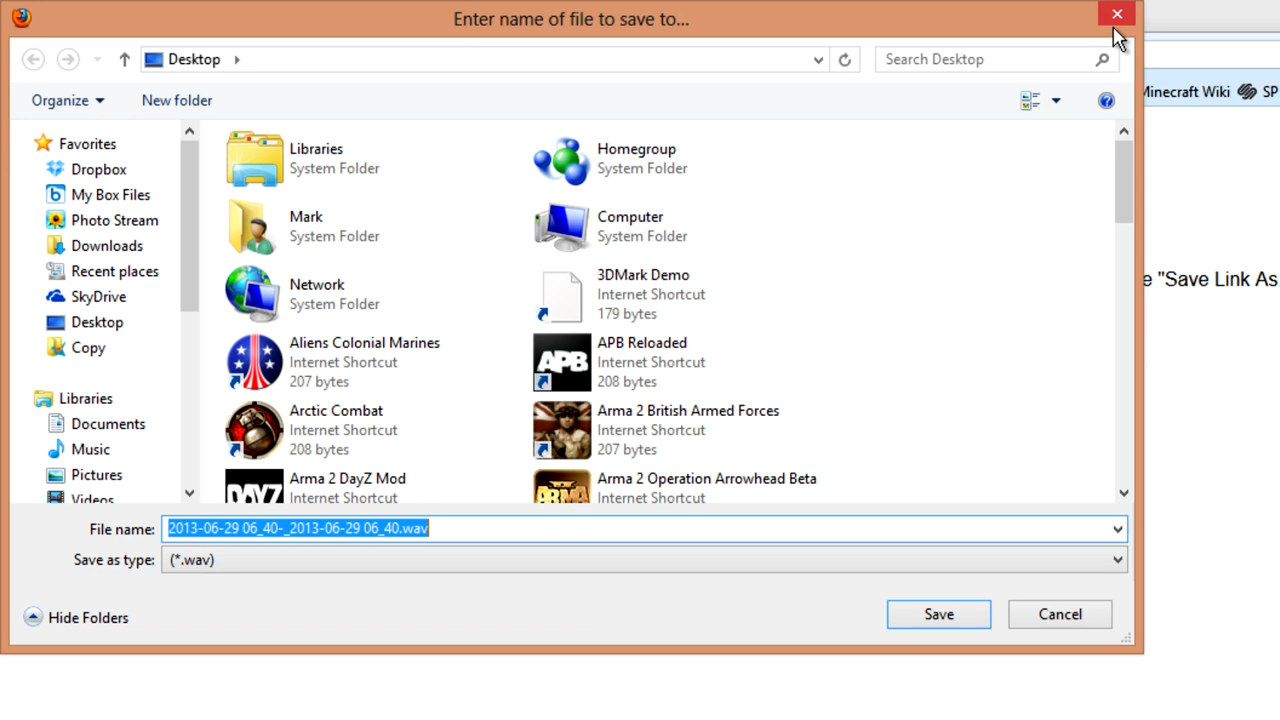 Enter name of file to save to...
Desktop
Search Desktop
Organize
New folder
Minecraft Wiki SP
Favorites
Dropbox
My Box Files
Photo Stream
Downloads
Recent places
SkyDrive
Desktop
Copy
Libraries
Documents
Music
Pictures
Videos
Libraries
System Folder
Homegroup
System Folder
Mark
System Folder
Computer
System Folder
Network
System Folder
3DMark Demo
Internet Shortcut
179 bytes
Aliens Colonial Marines
Internet Shortcut
207 bytes
APB
APB Reloaded
Internet Shortcut
208 bytes
Arctic Combat
Internet Shortcut
208 bytes
Arma 2 British Armed Forces
Internet Shortcut
207 bytes
DAYZ
Arma 2 DayZ Mod
Internet Shortcut
ARMA
Arma 2 Operation Arrowhead Beta
Internet Shortcut
e "Save Link As
File name: 2013-06-29 06_40-_2013-06-29 06_40.wav
Save as type: (*.wav)
Hide Folders
Save
Cancel